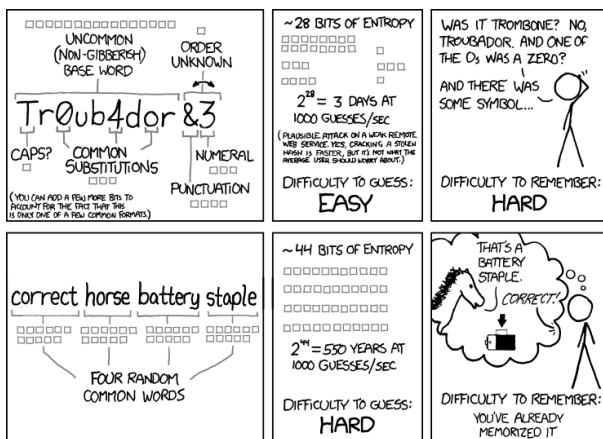 UNCOMMON
(NON-GIBBERISH)
BASE WORD
ORDER
UNKNOWN
Tr0ub4dor &3
CAPS?
COMMON
SUBSTITUTIONS
NUMERAL
PUNCTUATION
(YOU CAN ADD A FEW MORE BITS TO
ACCOUNT FOR THE FACT THAT THIS
IS ONLY ONE OF A FEW COMMON FORMATS.)
~28 BITS OF ENTROPY
2²⁸ = 3 DAYS AT
1000 GUESSES/SEC
(PLAUSIBLE ATTACK ON A WEAK REMOTE
WEB SERVICE. YES, CRACKING A STOLEN
HASH IS FASTER, BUT IT'S NOT WHAT THE
AVERAGE USER SHOULD WORRY ABOUT.)
DIFFICULTY TO GUESS:
EASY
WAS IT TROMBONE? NO,
TROUBADOR. AND ONE OF
THE Os WAS A ZERO?
AND THERE WAS
SOME SYMBOL...
DIFFICULTY TO REMEMBER:
HARD
correct horse battery staple
FOUR RANDOM
COMMON WORDS
~44 BITS OF ENTROPY
2⁴⁴ = 550 YEARS AT
1000 GUESSES/SEC
DIFFICULTY TO GUESS:
HARD
THAT'S A
BATTERY
STAPLE.
CORRECT!
DIFFICULTY TO REMEMBER:
YOU'VE ALREADY
MEMORIZED IT